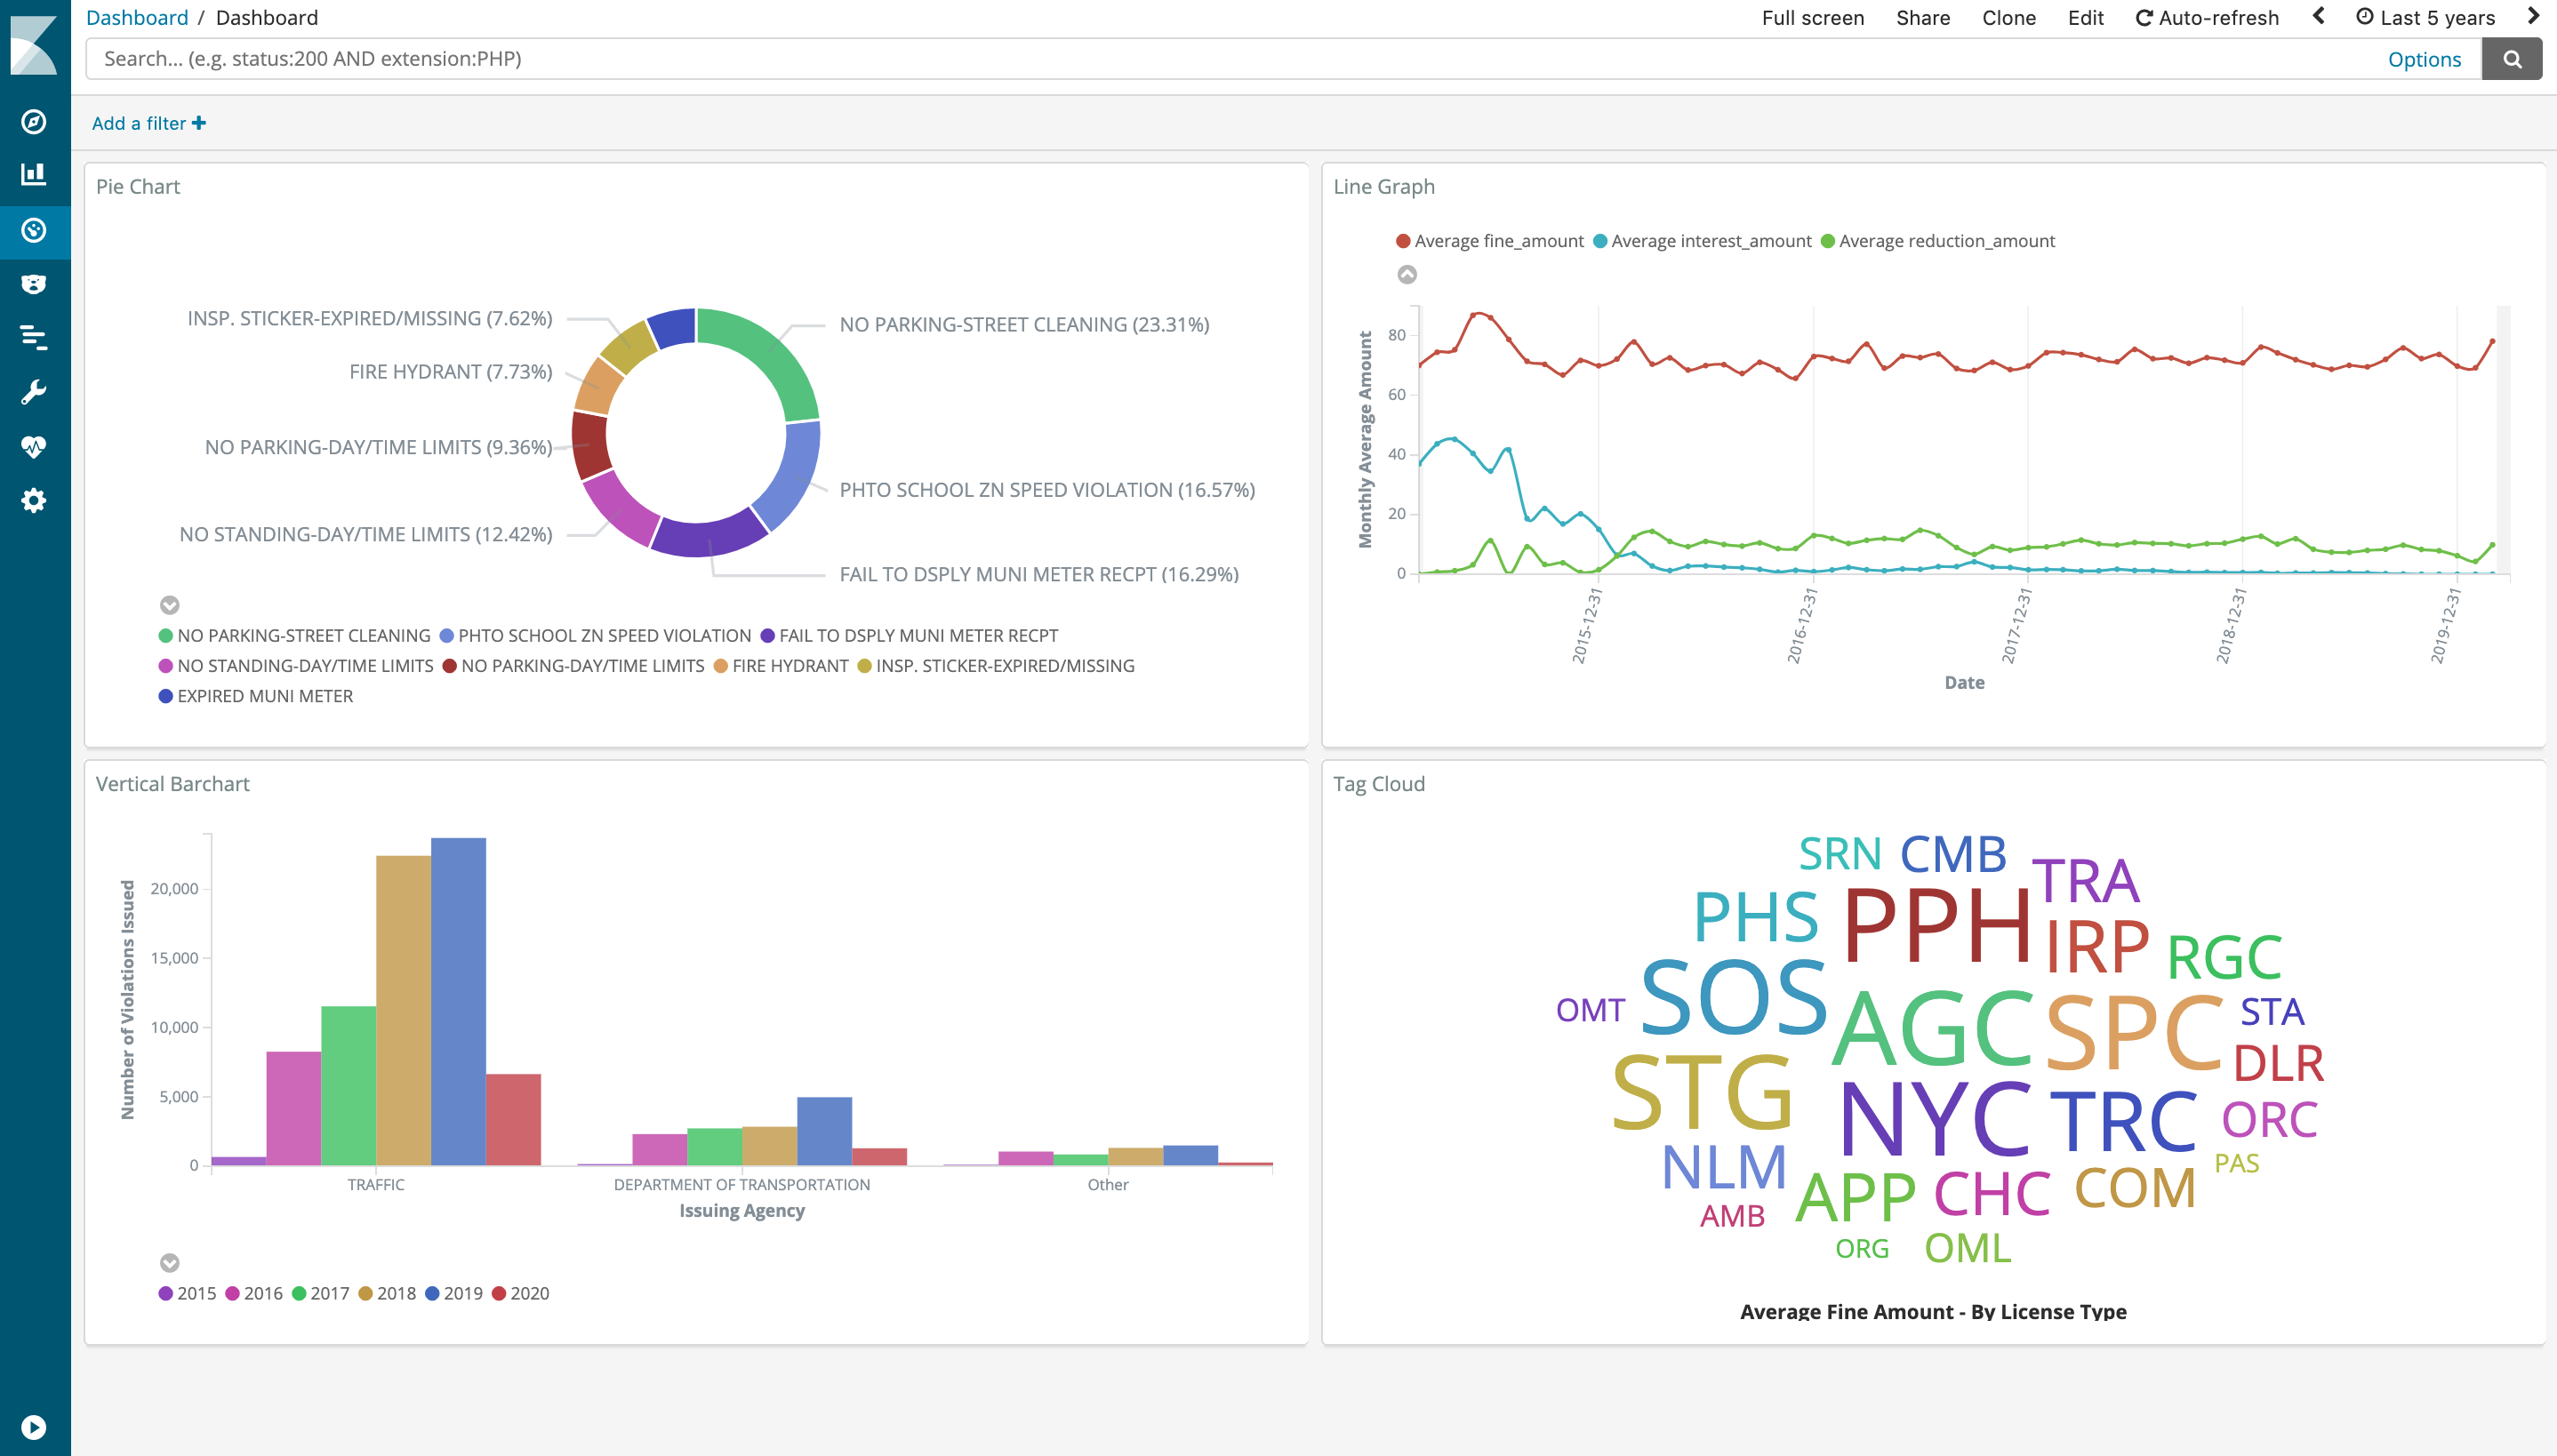 Dashboard / Dashboard
Full screen Share Clone Edit Auto-refresh Last 5 years
Search... (e.g. status:200 AND extension:PHP)
Options
Add a filter
Pie Chart
INSP. STICKER-EXPIRED/MISSING (7.62%)
NO PARKING-STREET CLEANING (23.31%)
FIRE HYDRANT (7.73%)
NO PARKING-DAY/TIME LIMITS (9.36%)
PHTO SCHOOL ZN SPEED VIOLATION (16.57%)
NO STANDING-DAY/TIME LIMITS (12.42%)
FAIL TO DSPLY MUNI METER RECPT (16.29%)
NO PARKING-STREET CLEANING PHTO SCHOOL ZN SPEED VIOLATION FAIL TO DSPLY MUNI METER RECPT
NO STANDING-DAY/TIME LIMITS NO PARKING-DAY/TIME LIMITS FIRE HYDRANT INSP. STICKER-EXPIRED/MISSING
EXPIRED MUNI METER
Line Graph
Average fine_amount Average interest_amount Average reduction_amount
Monthly Average Amount
80
60
40
20
0
2015-12-31
2016-12-31
2017-12-31
2018-12-31
2019-12-31
Date
Vertical Barchart
Number of Violations Issued
20,000
15,000
10,000
5,000
0
TRAFFIC
DEPARTMENT OF TRANSPORTATION
Other
Issuing Agency
2015 2016 2017 2018 2019 2020
Tag Cloud
SRN CMB TRA
PHS PPH IRP RGC
OMT SOS AGC SPC STA
STG NYC TRC DLR
ORC
NLM PAS
AMB APP CHC COM
ORG OML
Average Fine Amount - By License Type